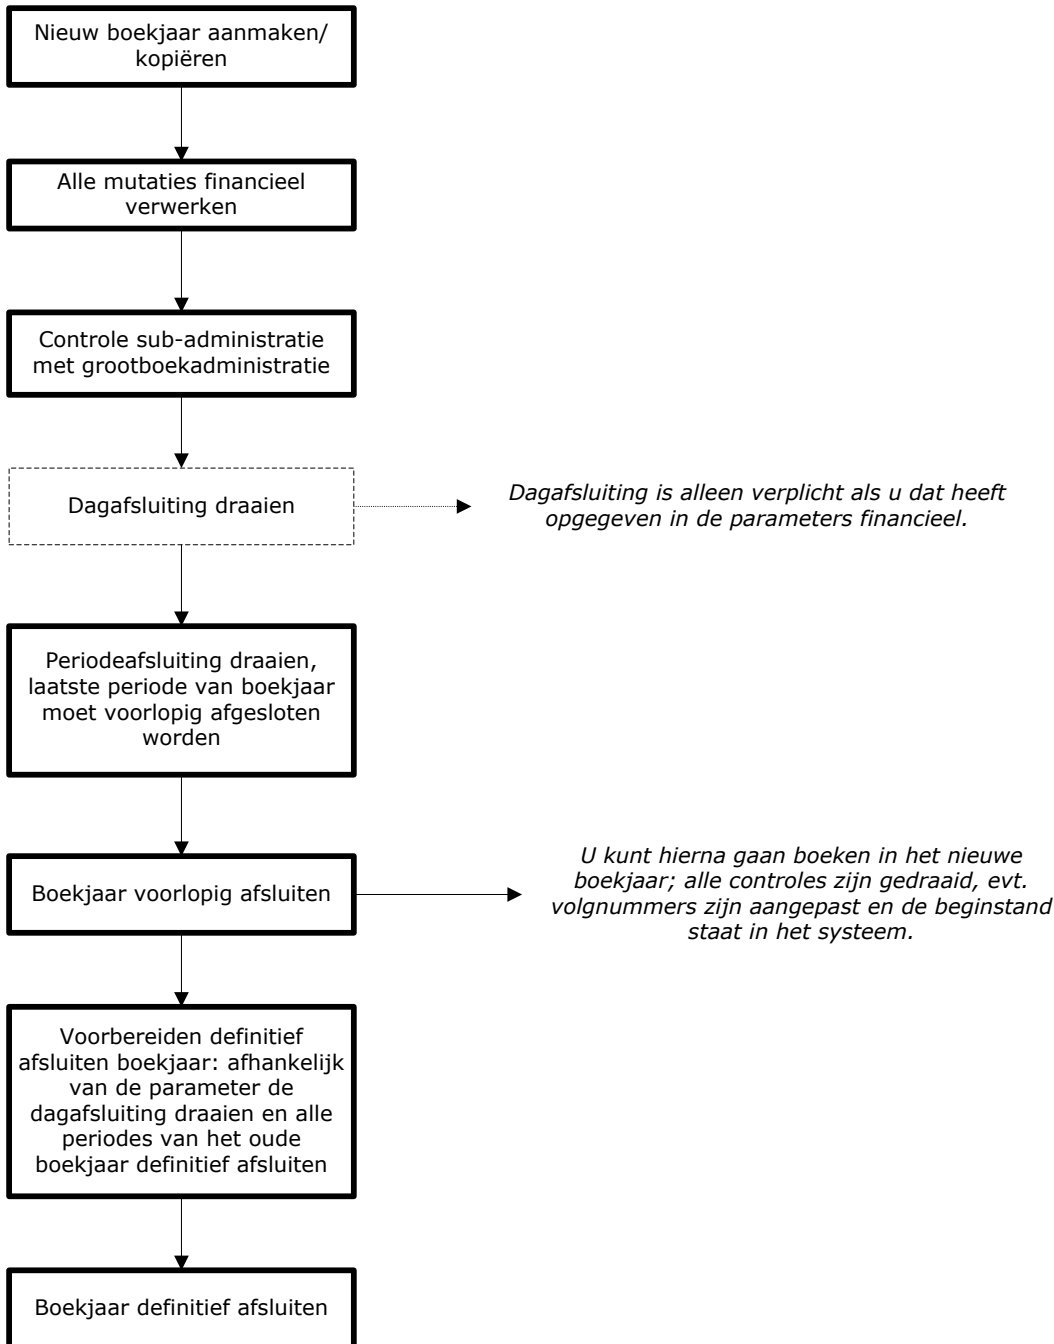 Nieuw boekjaar aanmaken/
kopiëren
Alle mutaties financieel
verwerken
Controle sub-administratie
met grootboekadministratie
Dagafsluiting draaien
Dagafsluiting is alleen verplicht als u dat heeft
opgegeven in de parameters financieel.
Periodeafsluiting draaien,
laatste periode van boekjaar
moet voorlopig afgesloten
worden
Boekjaar voorlopig afsluiten
U kunt hierna gaan boeken in het nieuwe
boekjaar; alle controles zijn gedraaid, evt.
volgnummers zijn aangepast en de beginstand
staat in het systeem.
Voorbereiden definitief
afsluiten boekjaar: afhankelijk
van de parameter de
dagafsluiting draaien en alle
periodes van het oude
boekjaar definitief afsluiten
Boekjaar definitief afsluiten